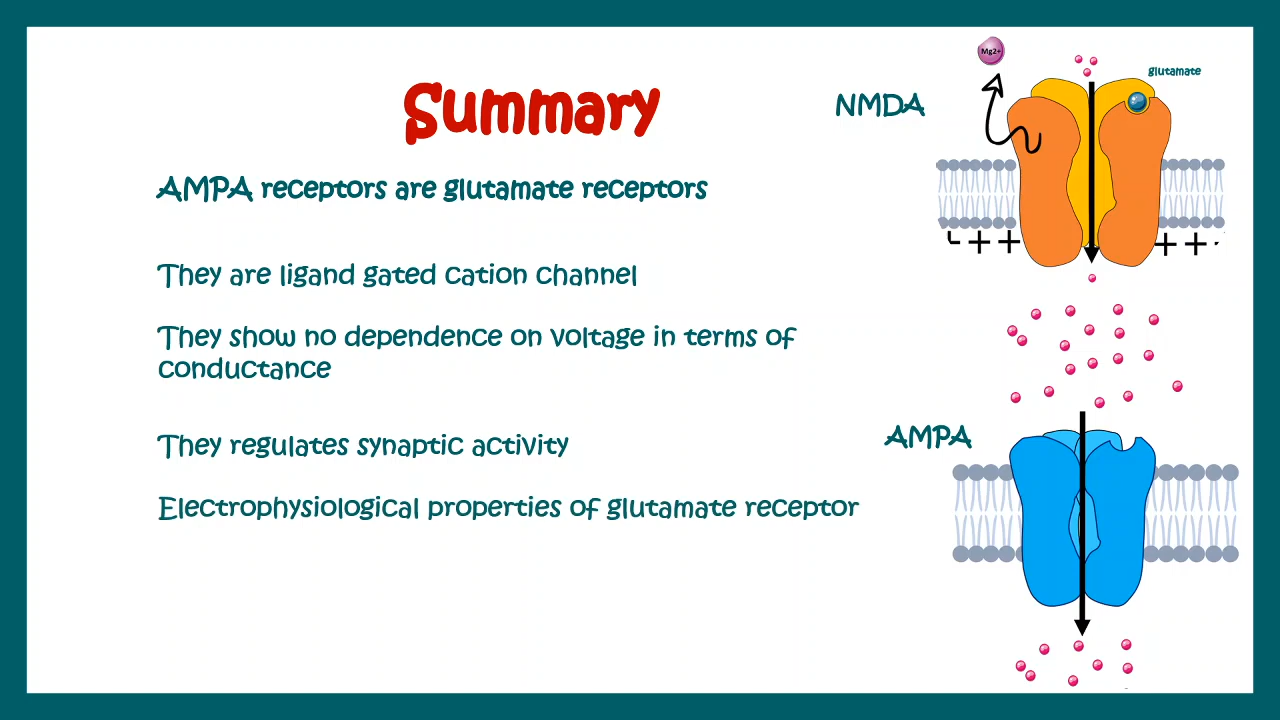 Summary
AMPA receptors are glutamate receptors
They are ligand gated cation channel
They show no dependence on voltage in terms of
conductance
They regulates synaptic activity
Electrophysiological properties of glutamate receptor
Mg2+
glutamate
NMDA
+ +
+ +
AMPA